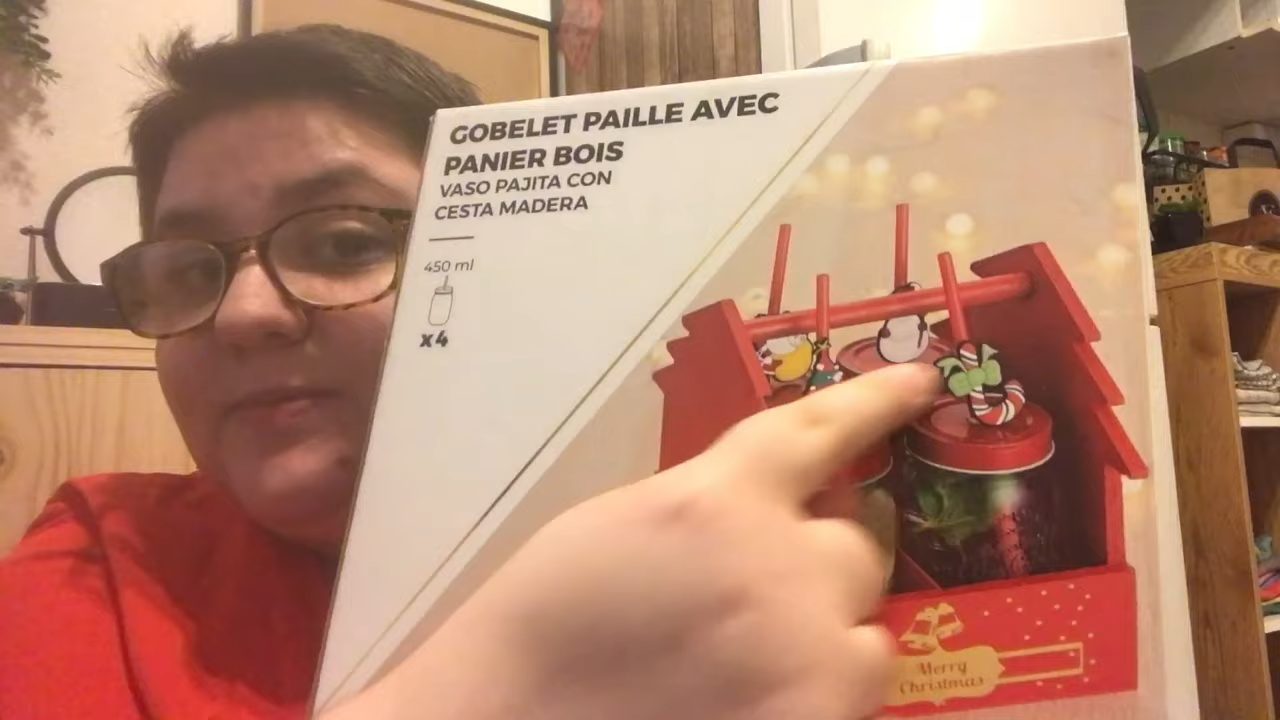 GOBELET PAILLE AVEC
PANIER BOIS
VASO PAJITA CON
CESTA MADERA
450 ml
x4
Merry
Christmas